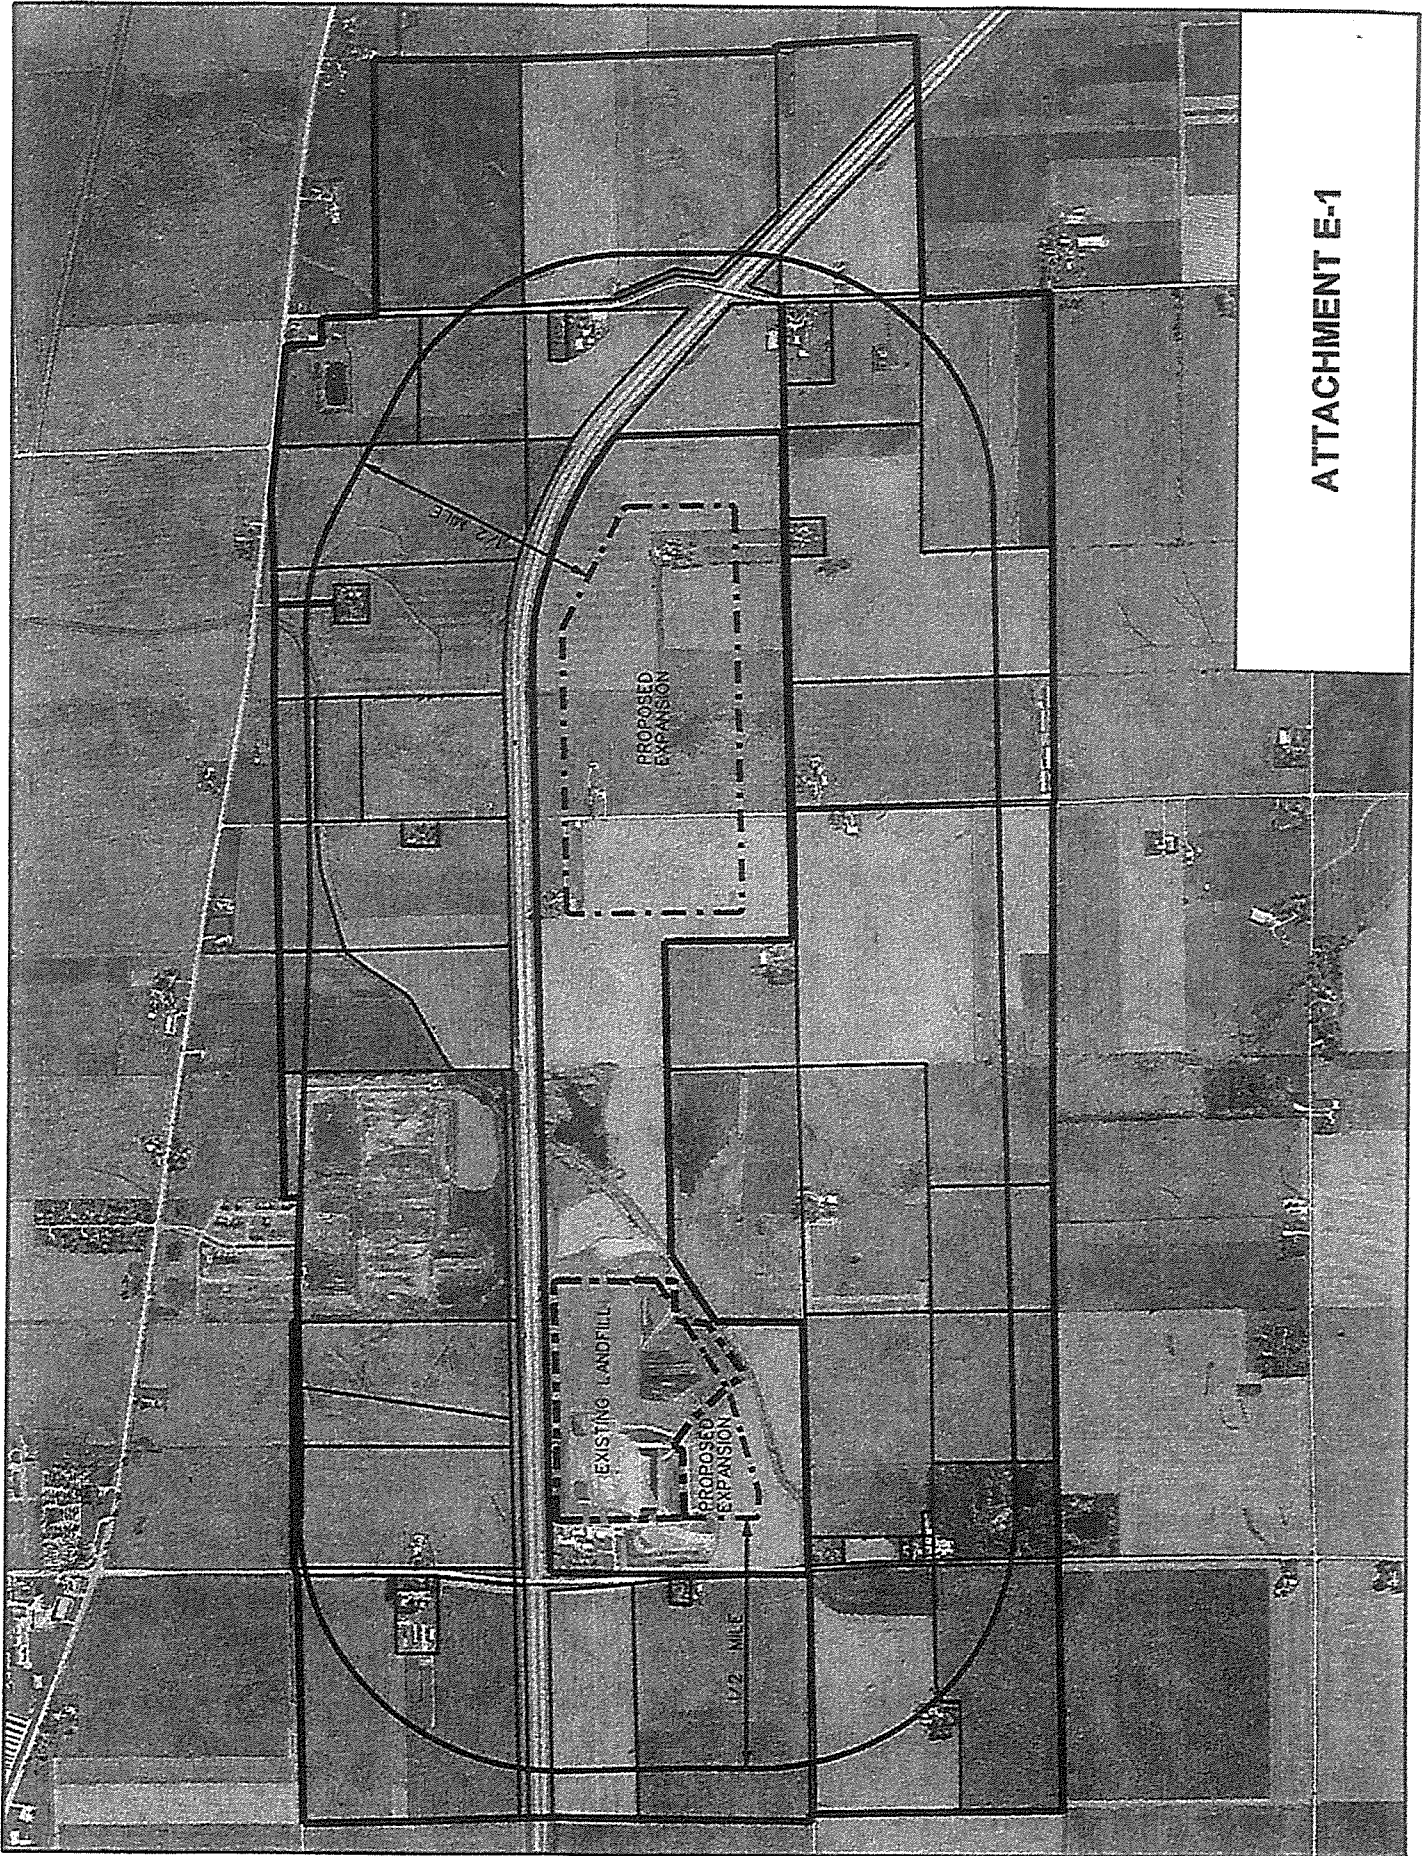 ATTACHMENT E-1
1/2 MILE
PROPOSED
EXPANSION
EXISTING LANDFILL
PROPOSED
EXPANSION
1/2 MILE